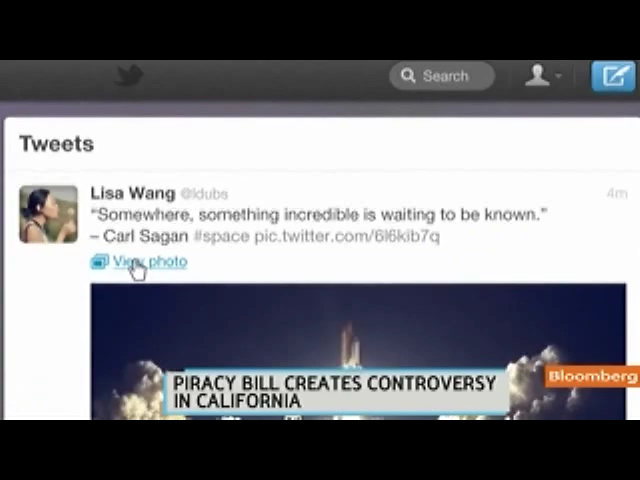 Search
Tweets
Lisa Wang @ldubs 4m
“Somewhere, something incredible is waiting to be known.”
– Carl Sagan #space pic.twitter.com/6l6kib7q
View photo
PIRACY BILL CREATES CONTROVERSY
IN CALIFORNIA
Bloomberg